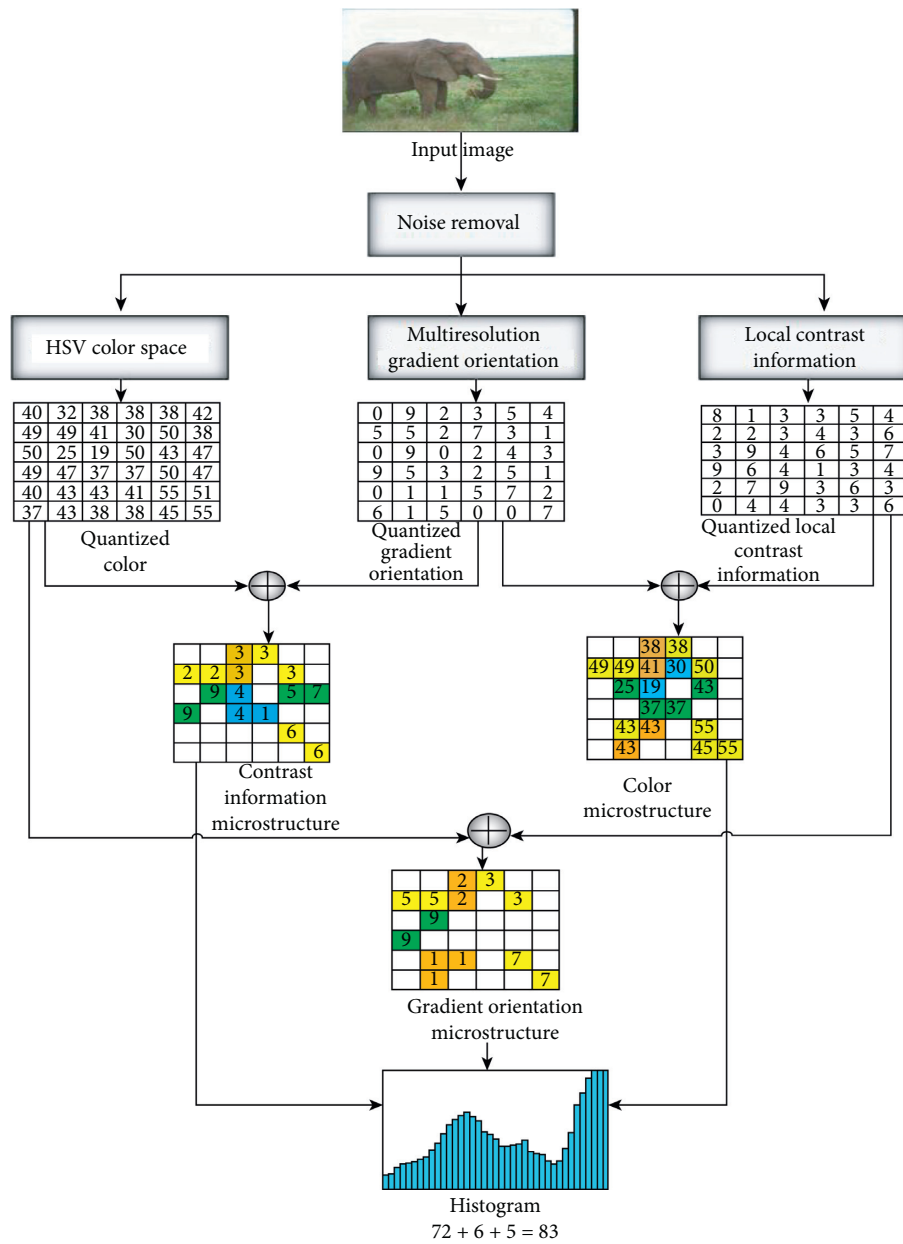 Input image
Noise removal
HSV color space
Multiresolution
gradient orientation
Local contrast
information
40 32 38 38 38 42
49 49 41 30 50 38
50 25 19 50 43 47
49 47 37 37 50 47
40 43 43 41 55 51
37 43 38 38 45 55
Quantized
color
0 9 2 3 5 4
5 5 2 7 3 1
0 9 0 2 4 3
9 5 3 2 5 1
0 1 1 5 7 2
6 1 5 0 0 7
Quantized
gradient
orientation
8 1 3 3 5 4
2 2 3 4 3 6
3 9 4 6 5 7
9 6 4 1 3 4
2 7 9 3 6 3
0 4 4 3 3 6
Quantized local
contrast
information
3 3
2 2 3 3
9 4 5 7
9 4 1
6
6
Contrast
information
microstructure
38 38
49 49 41 30 50
25 19 43
37 37
43 43 55
43 45 55
Color
microstructure
2 3
5 5 2 3
9
9
1 1 7
1 7
Gradient orientation
microstructure
Histogram
72 + 6 + 5 = 83